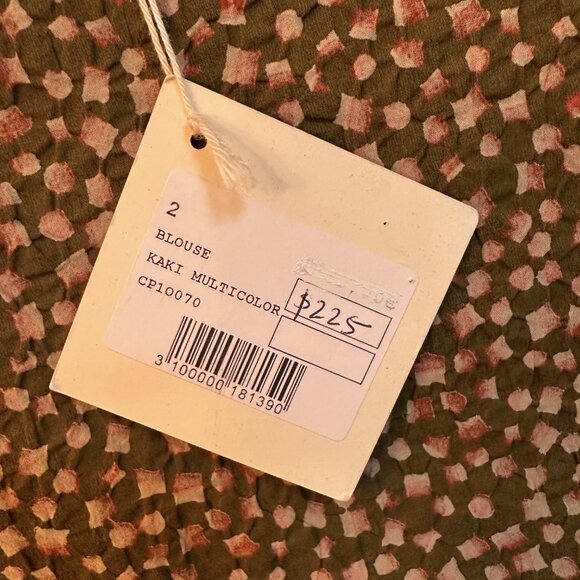 2
BLOUSE
KAKI MULTICOLOR
CP10070
$225
3 100000 181390